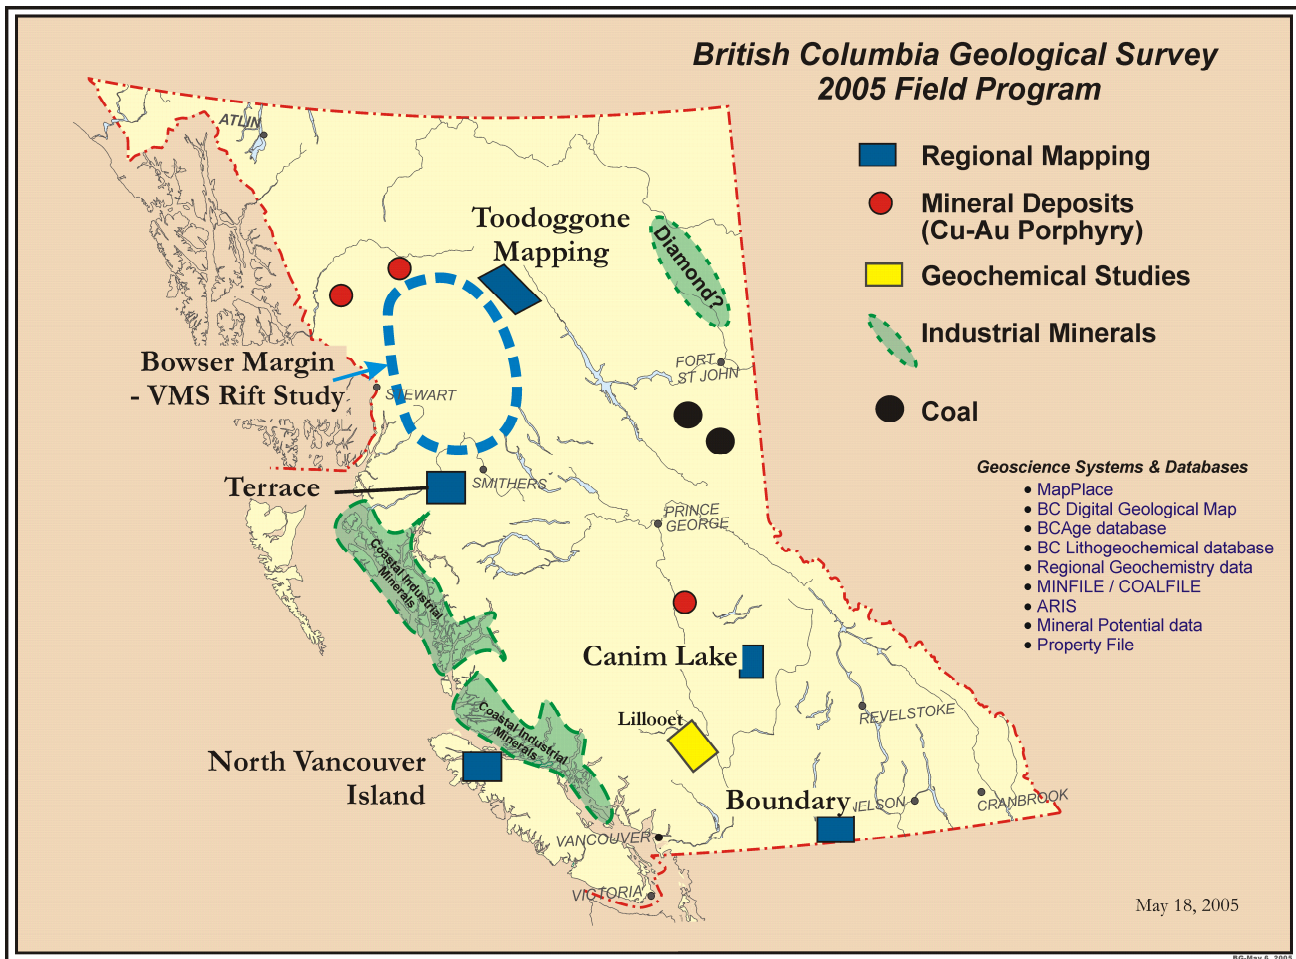 British Columbia Geological Survey
2005 Field Program
Regional Mapping
Mineral Deposits
(Cu-Au Porphyry)
Geochemical Studies
Industrial Minerals
Coal
Geoscience Systems & Databases
• MapPlace
• BC Digital Geological Map
• BCAge database
• BC Lithogeochemical database
• Regional Geochemistry data
• MINFILE / COALFILE
• ARIS
• Mineral Potential data
• Property File
ATLIN
Toodoggone
Mapping
Diamond?
Bowser Margin
- VMS Rift Study
STEWART
FORT
ST JOHN
Terrace
SMITHERS
PRINCE
GEORGE
Coastal Industrial
Minerals
Canim Lake
Coastal Industrial
Minerals
Lillooet
REVELSTOKE
North Vancouver
Island
Boundary
NELSON
CRANBROOK
VANCOUVER
VICTORIA
May 18, 2005
BG-May 6, 2005